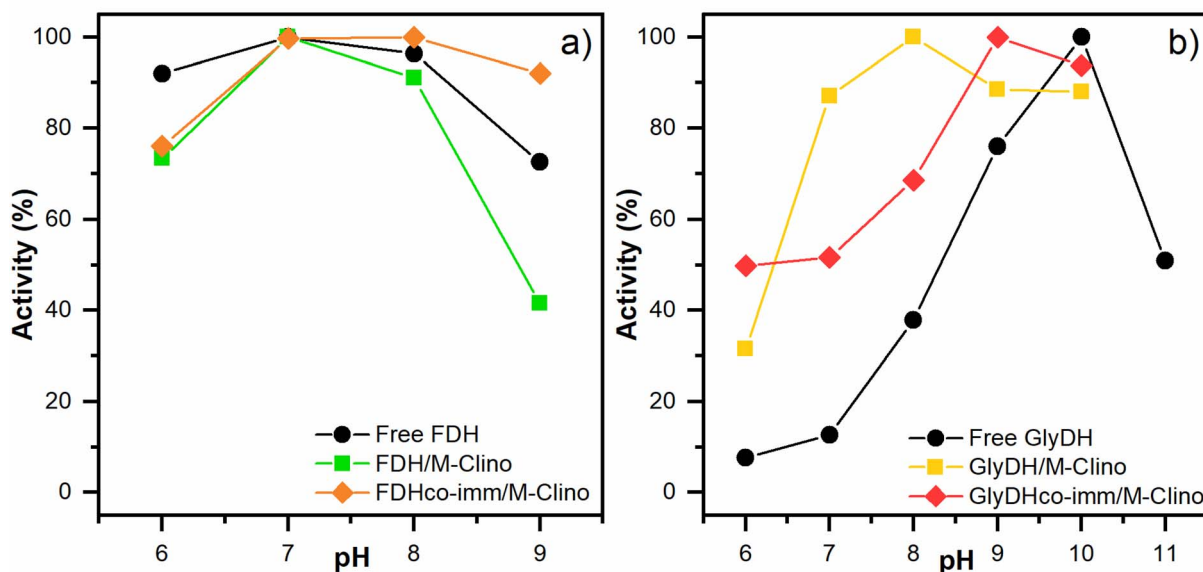 a)
Activity (%)
100
80
60
40
20
0
Free FDH
FDH/M-Clino
FDHco-imm/M-Clino
6 7 8 9
pH
b)
Activity (%)
100
80
60
40
20
0
Free GlyDH
GlyDH/M-Clino
GlyDHco-imm/M-Clino
6 7 8 9 10 11
pH